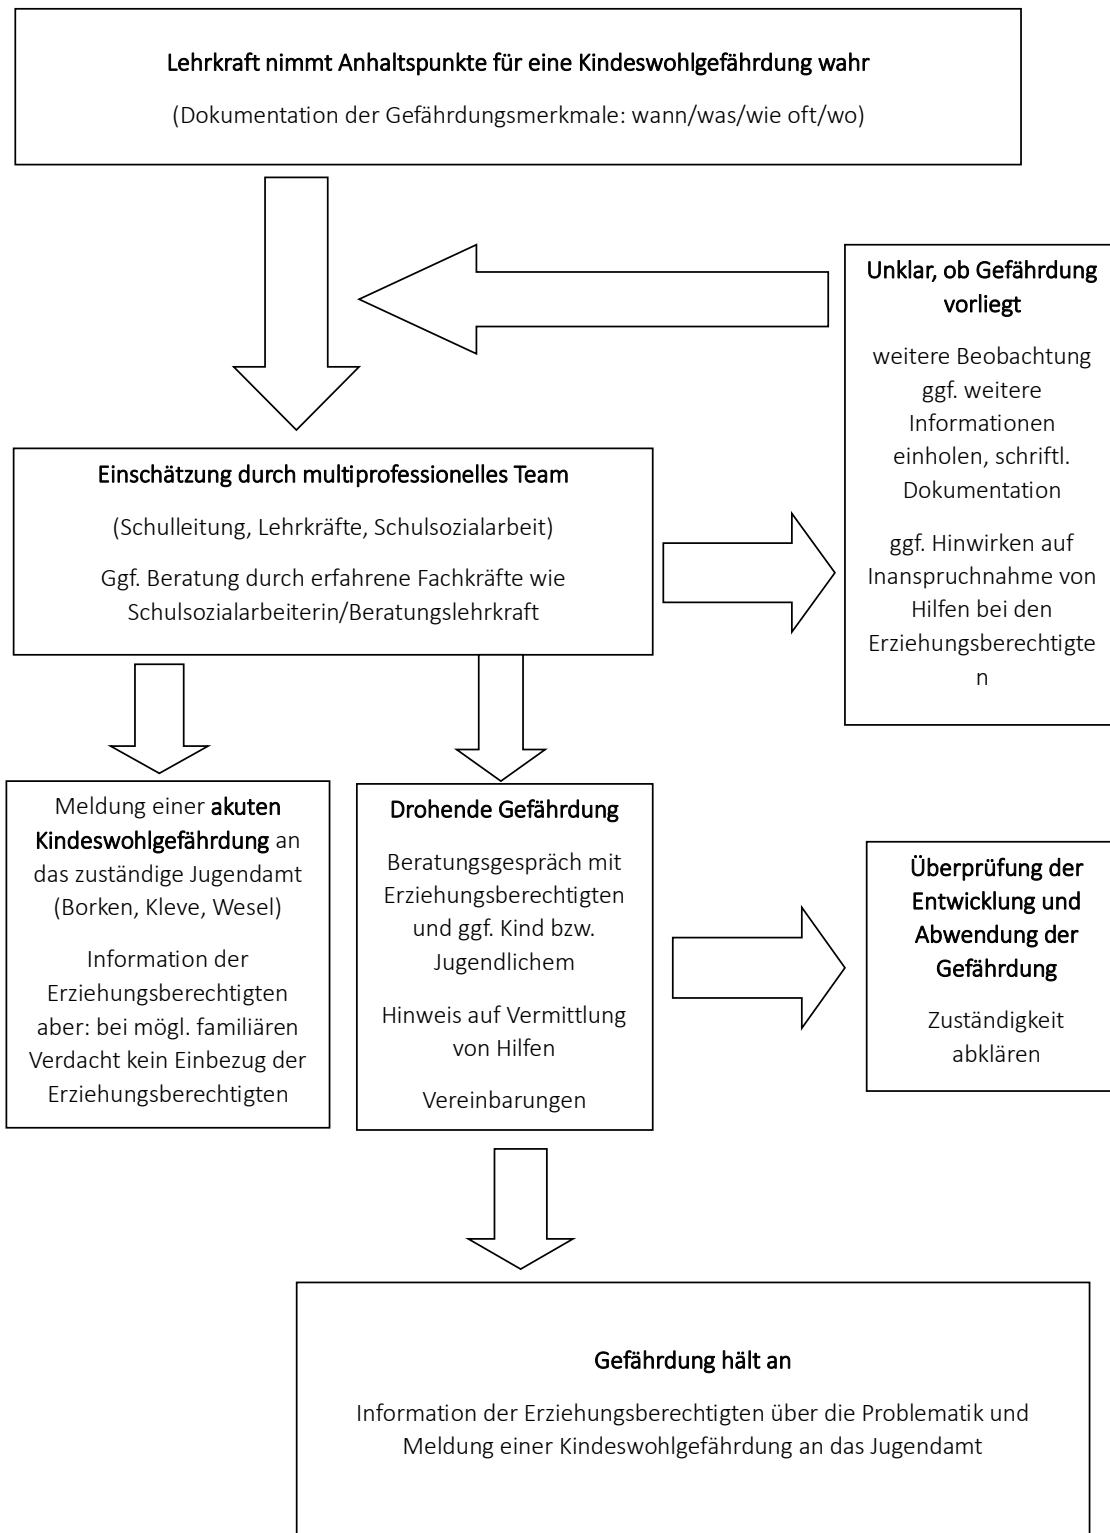 Lehrkraft nimmt Anhaltspunkte für eine Kindeswohlgefährdung wahr
(Dokumentation der Gefährdungsmerkmale: wann/was/wie oft/wo)
Unklar, ob Gefährdung
vorliegt
weitere Beobachtung
ggf. weitere
Informationen
einholen, schriftl.
Dokumentation
ggf. Hinwirken auf
Inanspruchnahme von
Hilfen bei den
Erziehungsberechtigte
n
Einschätzung durch multiprofessionelles Team
(Schulleitung, Lehrkräfte, Schulsozialarbeit)
Ggf. Beratung durch erfahrene Fachkräfte wie
Schulsozialarbeiterin/Beratungslehrkraft
Meldung einer akuten
Kindeswohlgefährdung an
das zuständige Jugendamt
(Borken, Kleve, Wesel)
Information der
Erziehungsberechtigten
aber: bei mögl. familiären
Verdacht kein Einbezug der
Erziehungsberechtigten
Drohende Gefährdung
Beratungsgespräch mit
Erziehungsberechtigten
und ggf. Kind bzw.
Jugendlichem
Hinweis auf Vermittlung
von Hilfen
Vereinbarungen
Überprüfung der
Entwicklung und
Abwendung der
Gefährdung
Zuständigkeit
abklären
Gefährdung hält an
Information der Erziehungsberechtigten über die Problematik und
Meldung einer Kindeswohlgefährdung an das Jugendamt